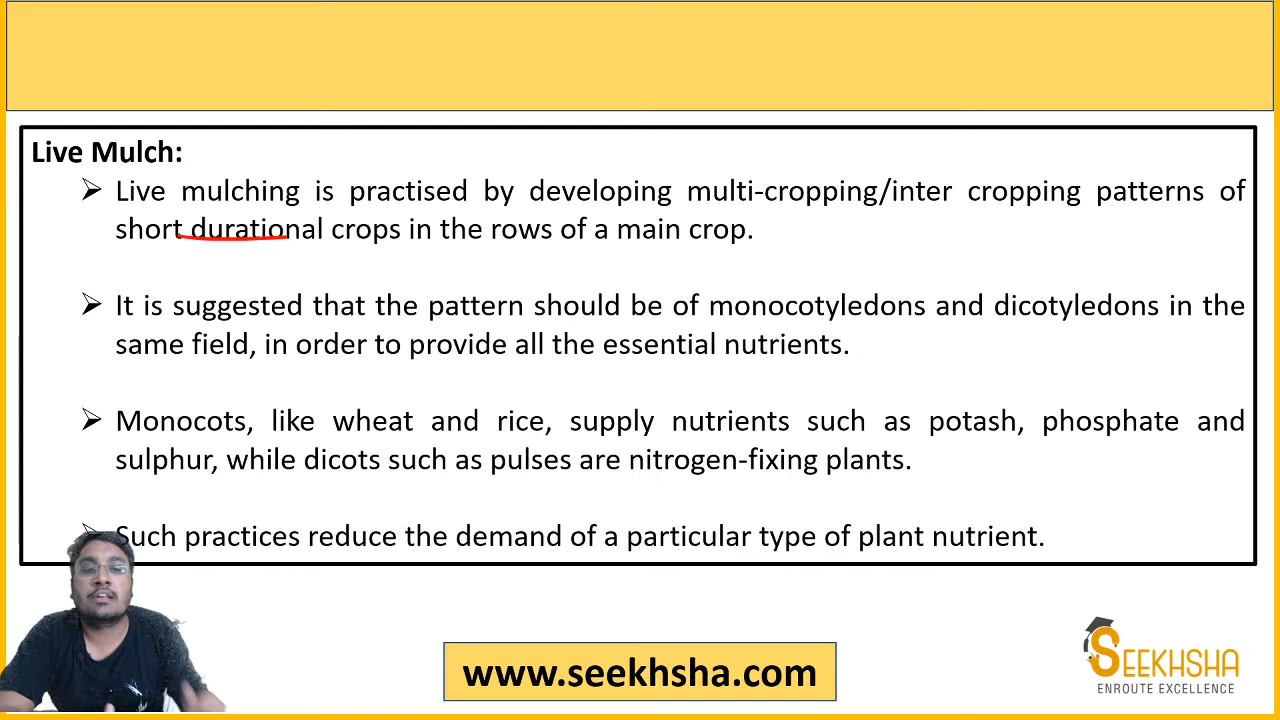 Live Mulch:
➢ Live mulching is practised by developing multi-cropping/inter cropping patterns of
short durational crops in the rows of a main crop.
➢ It is suggested that the pattern should be of monocotyledons and dicotyledons in the
same field, in order to provide all the essential nutrients.
➢ Monocots, like wheat and rice, supply nutrients such as potash, phosphate and
sulphur, while dicots such as pulses are nitrogen-fixing plants.
➢ Such practices reduce the demand of a particular type of plant nutrient.
www.seekhsha.com
SEEKHSHA
ENROUTE EXCELLENCE